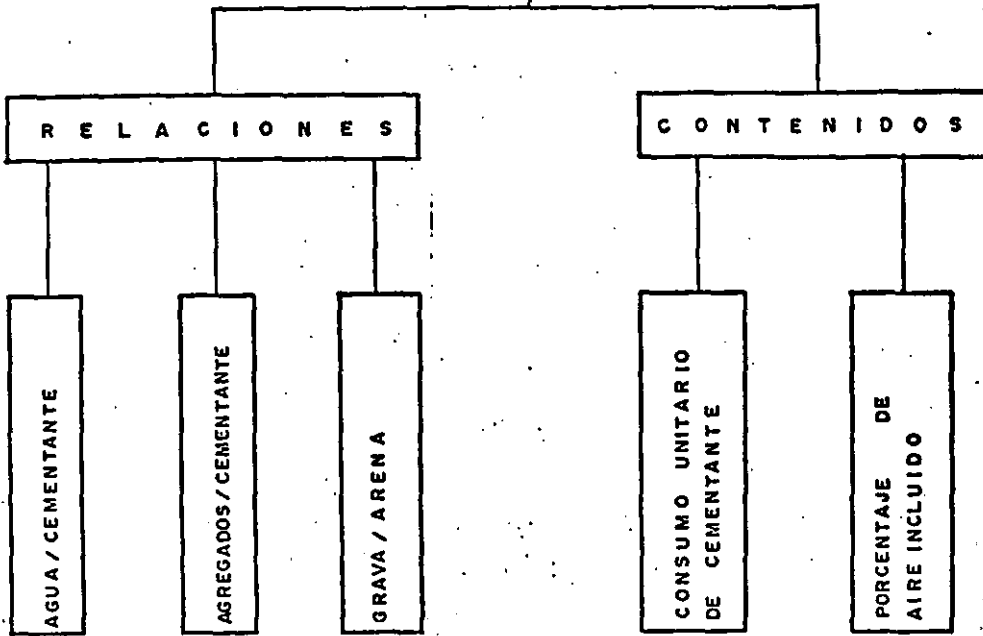 RELACIONES
CONTENIDOS
AGUA / CEMENTANTE
AGREGADOS/CEMENTANTE
GRAVA / ARENA
CONSUMO UNITARIO
DE CEMENTANTE
PORCENTAJE DE
AIRE INCLUIDO